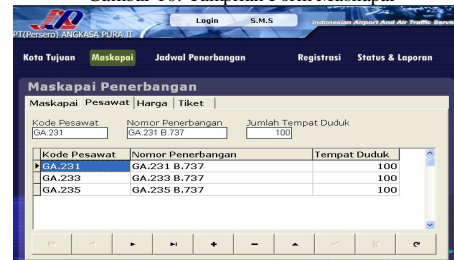 Gambar 10. Tampilan Form Maskapai
Login S.M.S Indonesian Airport And Air Traffic Servis
PT(Persero) ANGKASA PURA II
Kota Tujuan Maskapai Jadwal Penerbangan Registrasi Status & Laporan
Maskapai Penerbangan
Maskapai Pesawat Harga Tiket
Kode Pesawat Nomor Penerbangan Jumlah Tempat Duduk
GA.231 GA.231 B.737 100
Kode Pesawat Nomor Penerbangan Tempat Duduk
GA.231 GA.231 B.737 100
GA.233 GA.233 B.737 100
GA.235 GA.235 B.737 100